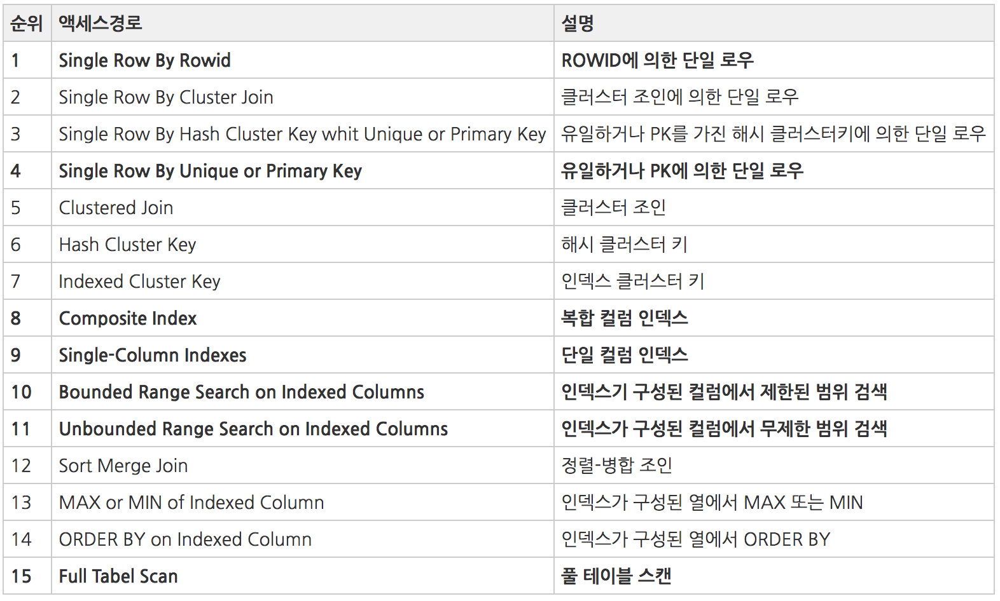 순위 액세스경로 설명
1 Single Row By Rowid ROWID에 의한 단일 로우
2 Single Row By Cluster Join 클러스터 조인에 의한 단일 로우
3 Single Row By Hash Cluster Key whit Unique or Primary Key 유일하거나 PK를 가진 해시 클러스터키에 의한 단일 로우
4 Single Row By Unique or Primary Key 유일하거나 PK에 의한 단일 로우
5 Clustered Join 클러스터 조인
6 Hash Cluster Key 해시 클러스터 키
7 Indexed Cluster Key 인덱스 클러스터 키
8 Composite Index 복합 컬럼 인덱스
9 Single-Column Indexes 단일 컬럼 인덱스
10 Bounded Range Search on Indexed Columns 인덱스기 구성된 컬럼에서 제한된 범위 검색
11 Unbounded Range Search on Indexed Columns 인덱스가 구성된 컬럼에서 무제한 범위 검색
12 Sort Merge Join 정렬-병합 조인
13 MAX or MIN of Indexed Column 인덱스가 구성된 열에서 MAX 또는 MIN
14 ORDER BY on Indexed Column 인덱스가 구성된 열에서 ORDER BY
15 Full Tabel Scan 풀 테이블 스캔